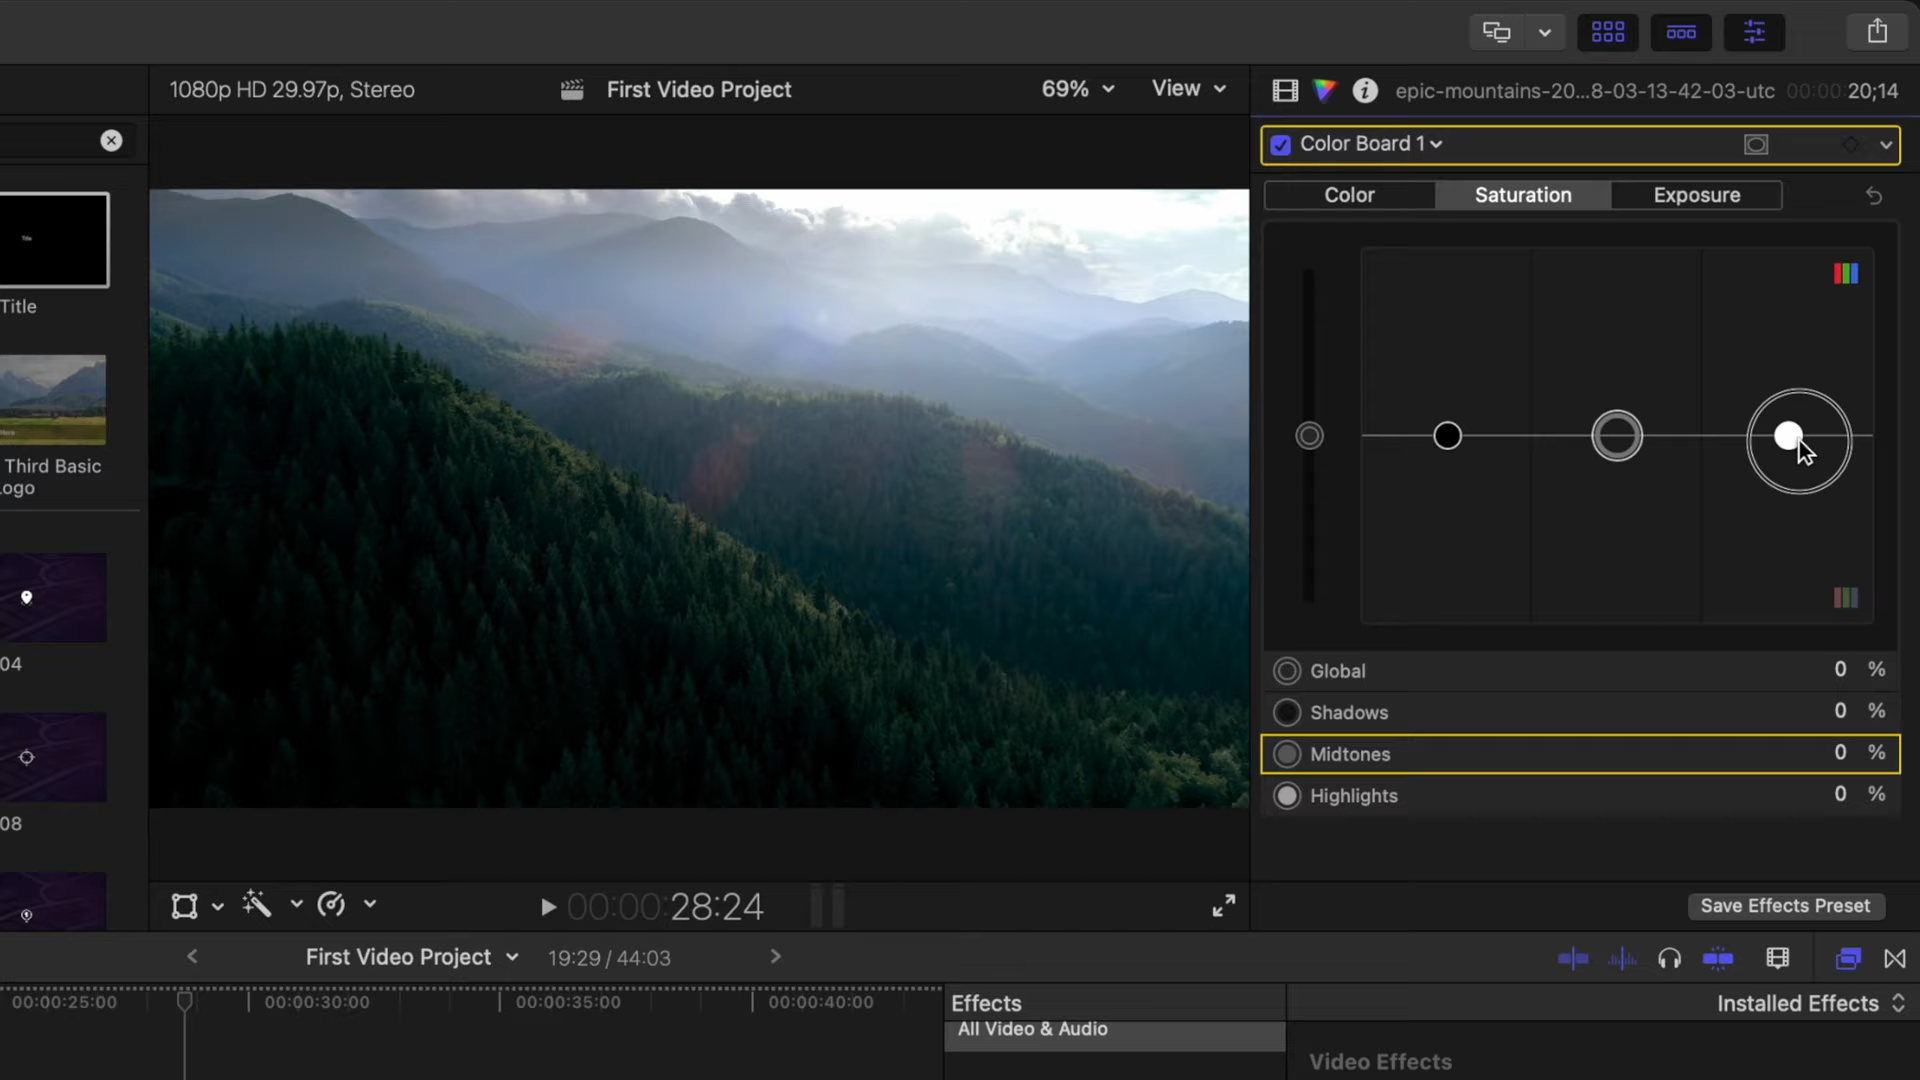 1080p HD 29.97p, Stereo
First Video Project
69%
View
epic-mountains-20...8-03-13-42-03-utc
00:00:20;14
Color Board 1
Color
Saturation
Exposure
Title
Title
Third Basic
Logo
04
08
Global 0 %
Shadows 0 %
Midtones 0 %
Highlights 0 %
00:00:28:24
Save Effects Preset
First Video Project
19:29 / 44:03
00:00:25:00
00:00:30:00
00:00:35:00
00:00:40:00
Effects
Installed Effects
All Video & Audio
Video Effects